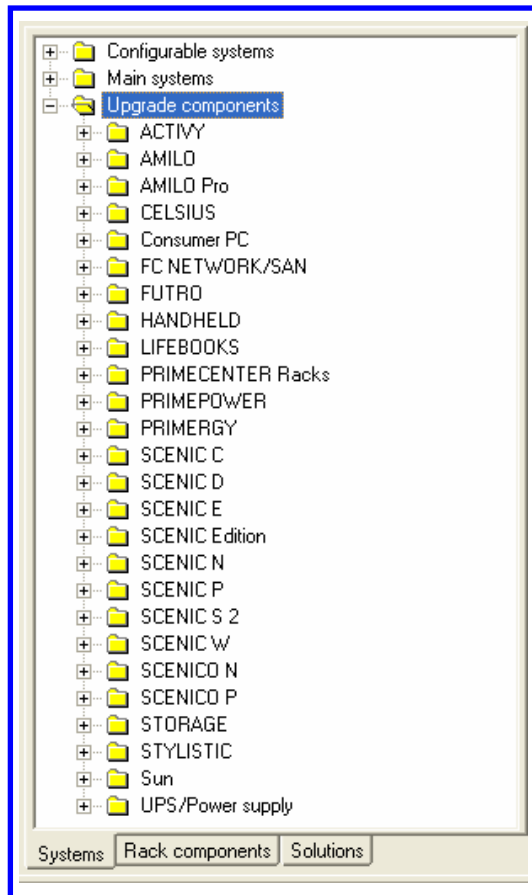 Configurable systems
Main systems
Upgrade components
ACTIVY
AMILO
AMILO Pro
CELSIUS
Consumer PC
FC NETWORK/SAN
FUTRO
HANDHELD
LIFEBOOKS
PRIMECENTER Racks
PRIMEPOWER
PRIMERGY
SCENIC C
SCENIC D
SCENIC E
SCENIC Edition
SCENIC N
SCENIC P
SCENIC S 2
SCENIC W
SCENICO N
SCENICO P
STORAGE
STYLISTIC
Sun
UPS/Power supply
Systems Rack components Solutions